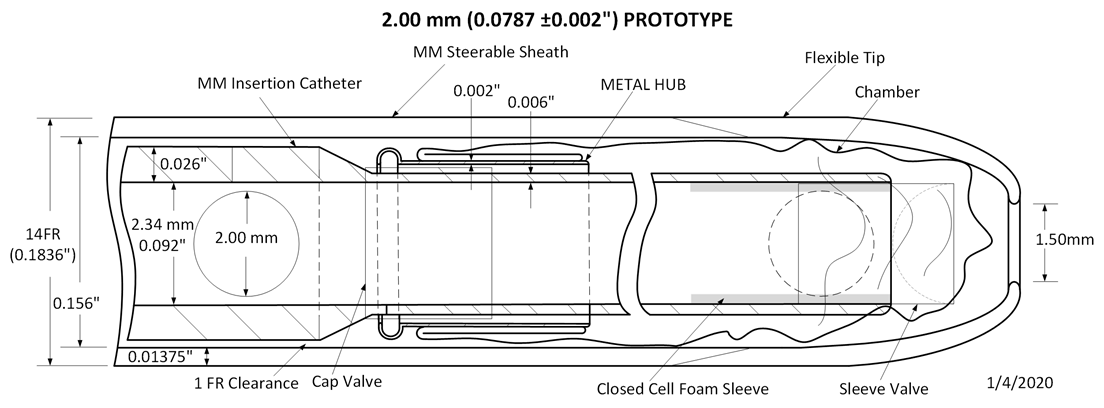 2.00 mm (0.0787 ±0.002") PROTOTYPE
MM Steerable Sheath
Flexible Tip
MM Insertion Catheter
0.002"
METAL HUB
Chamber
0.006"
0.026"
2.34 mm
0.092"
2.00 mm
14FR
(0.1836")
1.50mm
0.156"
0.01375"
1 FR Clearance
Cap Valve
Closed Cell Foam Sleeve
Sleeve Valve
1/4/2020